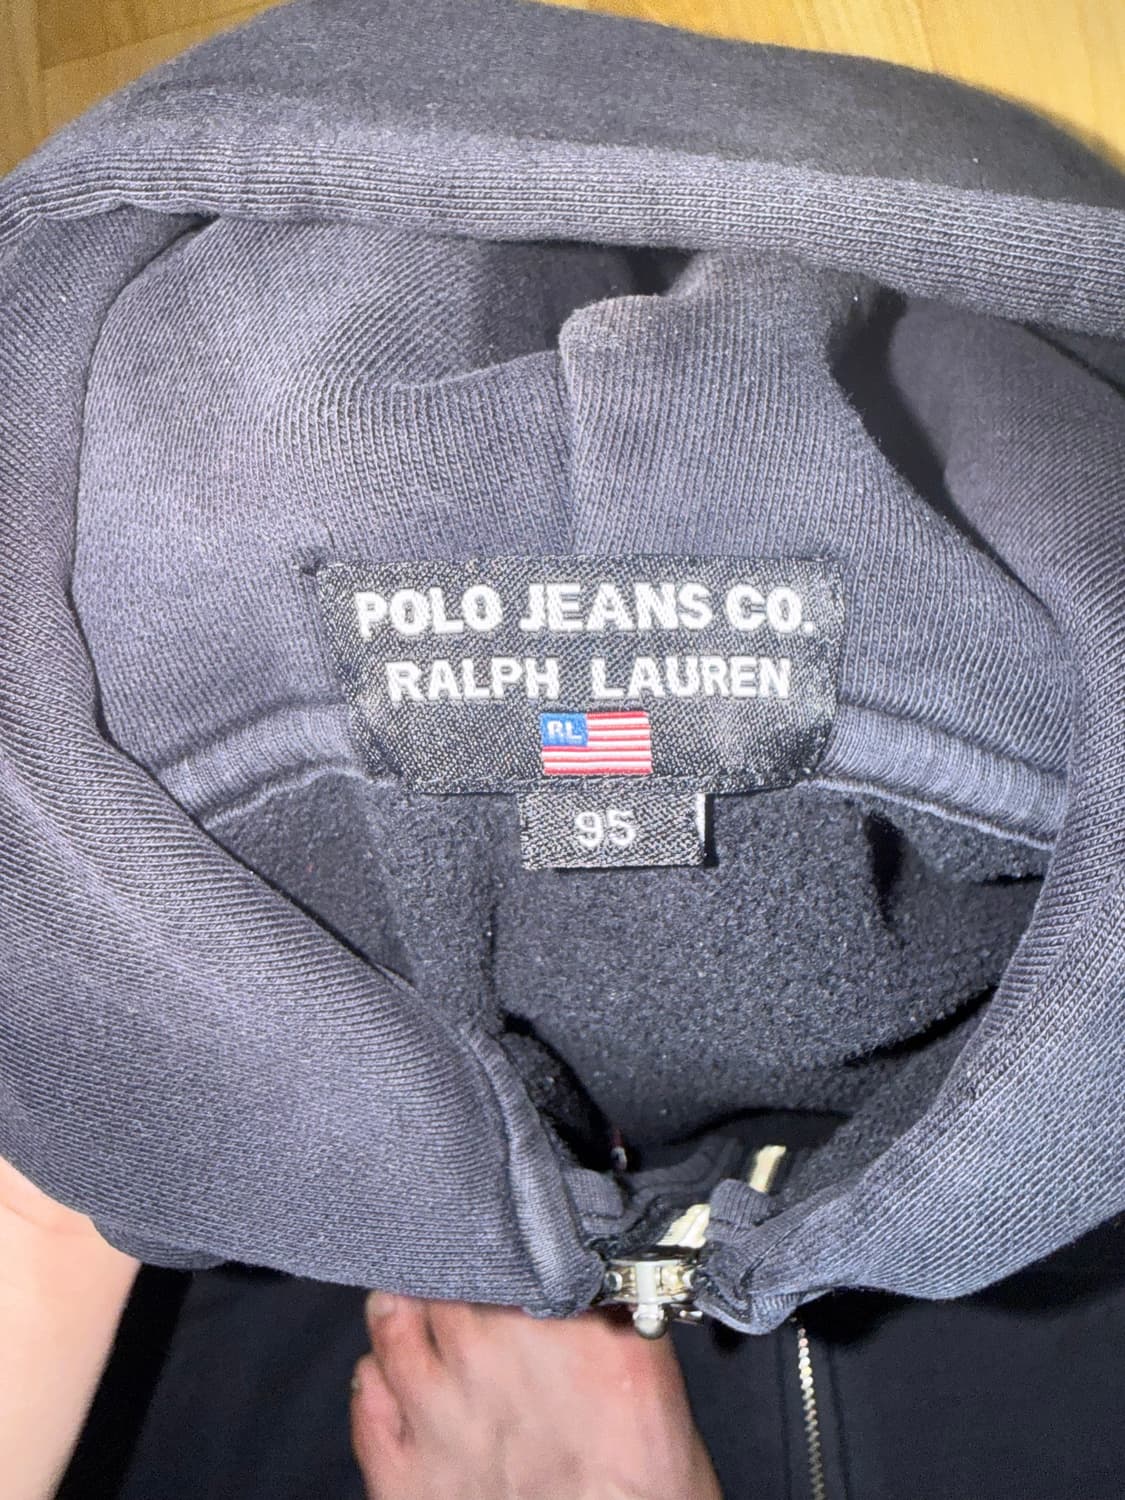 POLO JEANS CO.
RALPH LAUREN
RL
95